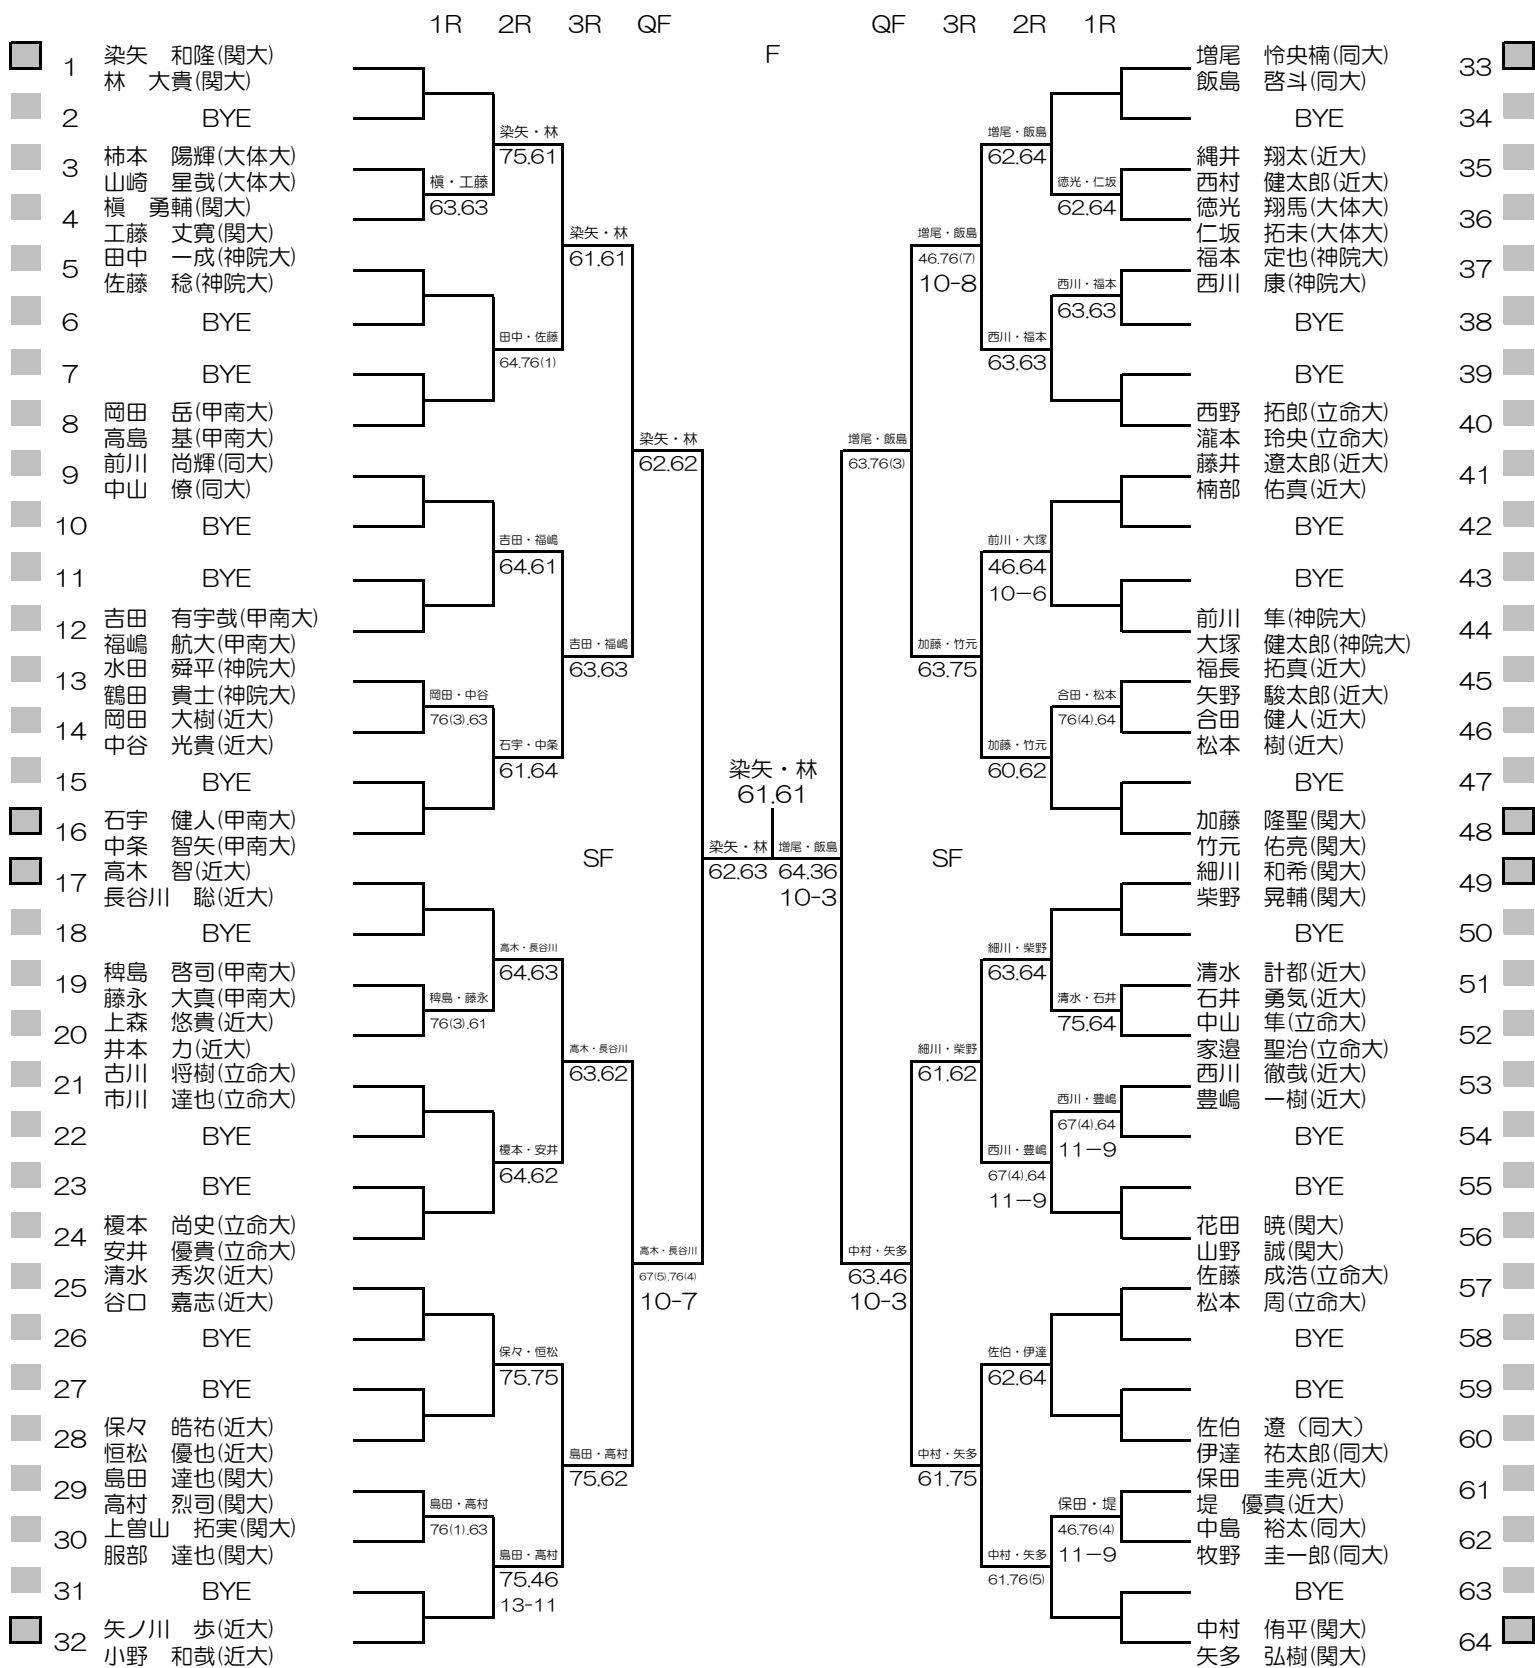 1R 2R 3R QF QF 3R 2R 1R
F
1 染矢 和隆(関大)
林 大貴(関大)
2 BYE
3 柿本 陽輝(大体大)
山崎 星哉(大体大)
4 槇 勇輔(関大)
工藤 丈寛(関大)
5 田中 一成(神院大)
佐藤 稔(神院大)
6 BYE
7 BYE
8 岡田 岳(甲南大)
高島 基(甲南大)
9 前川 尚輝(同大)
中山 僚(同大)
10 BYE
11 BYE
12 吉田 有宇哉(甲南大)
福嶋 航大(甲南大)
13 水田 舜平(神院大)
鶴田 貴士(神院大)
14 岡田 大樹(近大)
中谷 光貴(近大)
15 BYE
16 石宇 健人(甲南大)
中条 智矢(甲南大)
17 高木 智(近大)
長谷川 聡(近大)
18 BYE
19 稗島 啓司(甲南大)
藤永 大真(甲南大)
20 上森 悠貴(近大)
井本 力(近大)
21 古川 将樹(立命大)
市川 達也(立命大)
22 BYE
23 BYE
24 榎本 尚史(立命大)
安井 優貴(立命大)
25 清水 秀次(近大)
谷口 嘉志(近大)
26 BYE
27 BYE
28 保々 皓祐(近大)
恒松 優也(近大)
29 島田 達也(関大)
高村 烈司(関大)
30 上曽山 拓実(関大)
服部 達也(関大)
31 BYE
32 矢ノ川 歩(近大)
小野 和哉(近大)
槇・工藤
63.63
岡田・中谷
76(3).63
稗島・藤永
76(3).61
島田・高村
76(1).63
染矢・林
75.61
田中・佐藤
64.76(1)
吉田・福嶋
64.61
石宇・中条
61.64
高木・長谷川
64.63
榎本・安井
64.62
保々・恒松
75.75
島田・高村
75.46
13-11
染矢・林
61.61
吉田・福嶋
63.63
高木・長谷川
63.62
島田・高村
75.62
染矢・林
62.62
高木・長谷川
67(5).76(4)
10-7
SF
染矢・林
62.63
染矢・林
61.61
増尾・飯島
64.36
10-3
SF
増尾・飯島
63.76(3)
中村・矢多
63.46
10-3
増尾・飯島
46.76(7)
10-8
加藤・竹元
63.75
細川・柴野
61.62
中村・矢多
61.75
増尾・飯島
62.64
西川・福本
63.63
前川・大塚
46.64
10-6
加藤・竹元
60.62
細川・柴野
63.64
西川・豊嶋
67(4).64
11-9
佐伯・伊達
62.64
中村・矢多
61.76(5)
徳光・仁坂
62.64
西川・福本
63.63
合田・松本
76(4).64
清水・石井
75.64
西川・豊嶋
67(4).64
11-9
保田・堤
46.76(4)
11-9
増尾 怜央楠(同大) 33
飯島 啓斗(同大)
BYE 34
縄井 翔太(近大) 35
西村 健太郎(近大)
徳光 翔馬(大体大) 36
仁坂 拓未(大体大)
福本 定也(神院大) 37
西川 康(神院大)
BYE 38
BYE 39
西野 拓郎(立命大) 40
瀧本 玲央(立命大)
藤井 遼太郎(近大) 41
楠部 佑真(近大)
BYE 42
BYE 43
前川 隼(神院大) 44
大塚 健太郎(神院大)
福長 拓真(近大) 45
矢野 駿太郎(近大)
合田 健人(近大) 46
松本 樹(近大)
BYE 47
加藤 隆聖(関大) 48
竹元 佑亮(関大)
細川 和希(関大) 49
柴野 晃輔(関大)
BYE 50
清水 計都(近大) 51
石井 勇気(近大)
中山 隼(立命大) 52
家邉 聖治(立命大)
西川 徹哉(近大) 53
豊嶋 一樹(近大)
BYE 54
BYE 55
花田 暁(関大) 56
山野 誠(関大)
佐藤 成浩(立命大) 57
松本 周(立命大)
BYE 58
BYE 59
佐伯 遼（同大） 60
伊達 祐太郎(同大)
保田 圭亮(近大) 61
堤 優真(近大)
中島 裕太(同大) 62
牧野 圭一郎(同大)
BYE 63
中村 侑平(関大) 64
矢多 弘樹(関大)